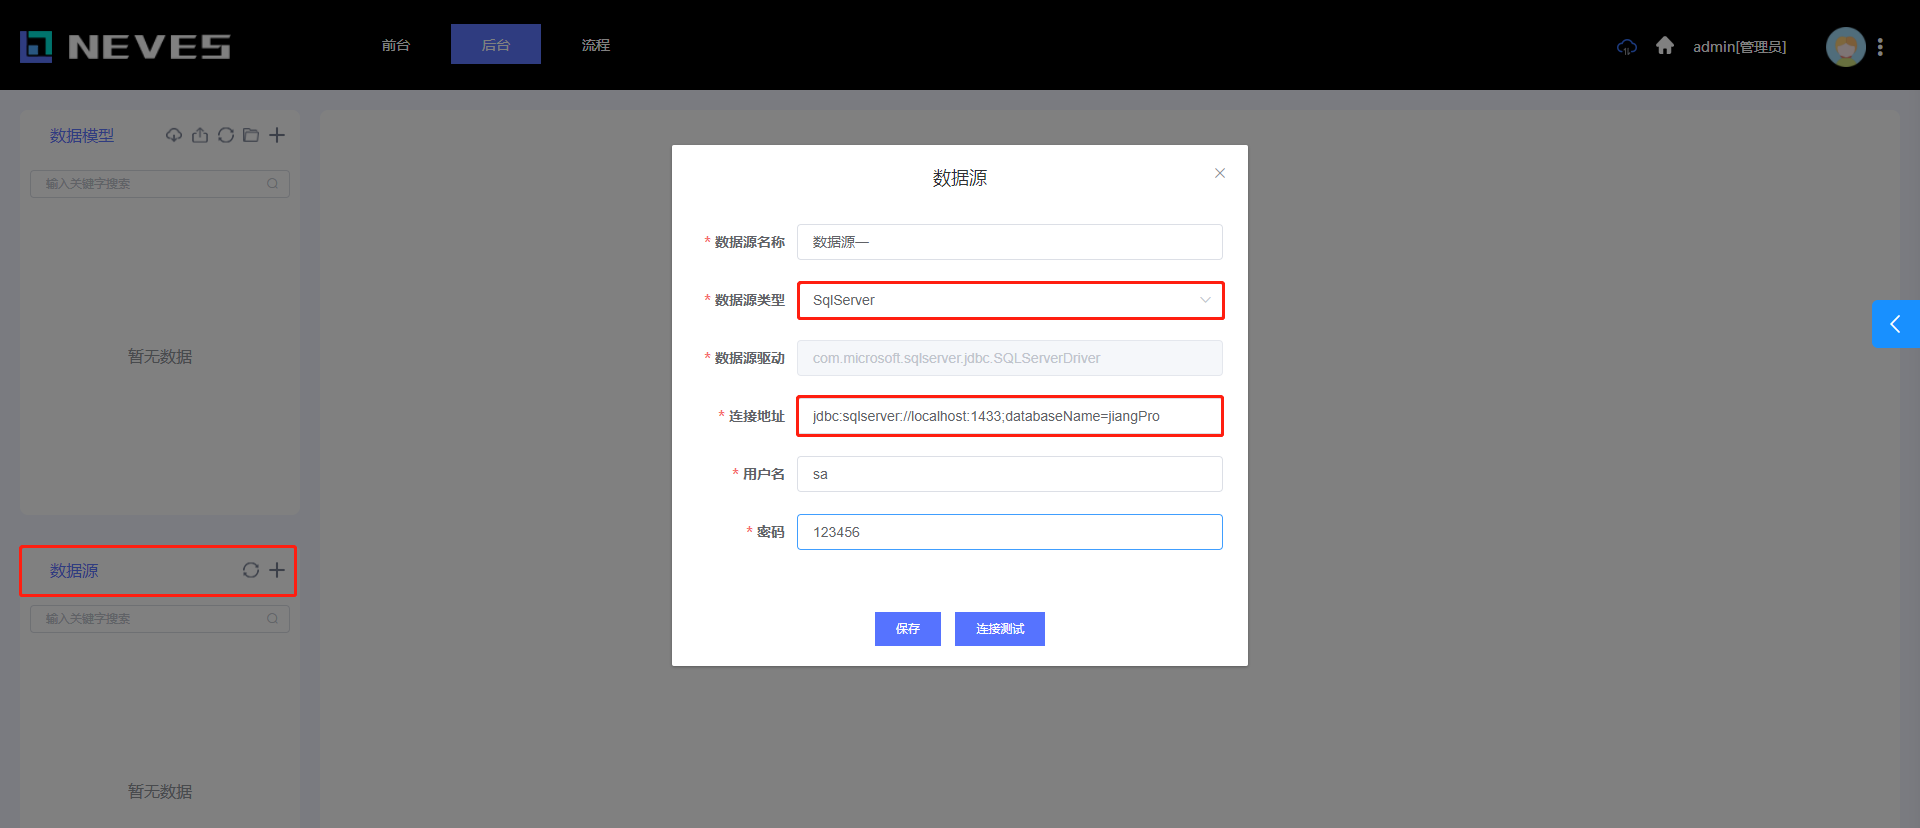 NEVES
前台
后台
流程
admin[管理员]
数据模型
输入关键字搜索
暂无数据
数据源
输入关键字搜索
暂无数据
数据源
* 数据源名称 数据源一
* 数据源类型 SqlServer
* 数据源驱动 com.microsoft.sqlserver.jdbc.SQLServerDriver
* 连接地址 jdbc:sqlserver://localhost:1433;databaseName=jiangPro
* 用户名 sa
* 密码 123456
保存
连接测试